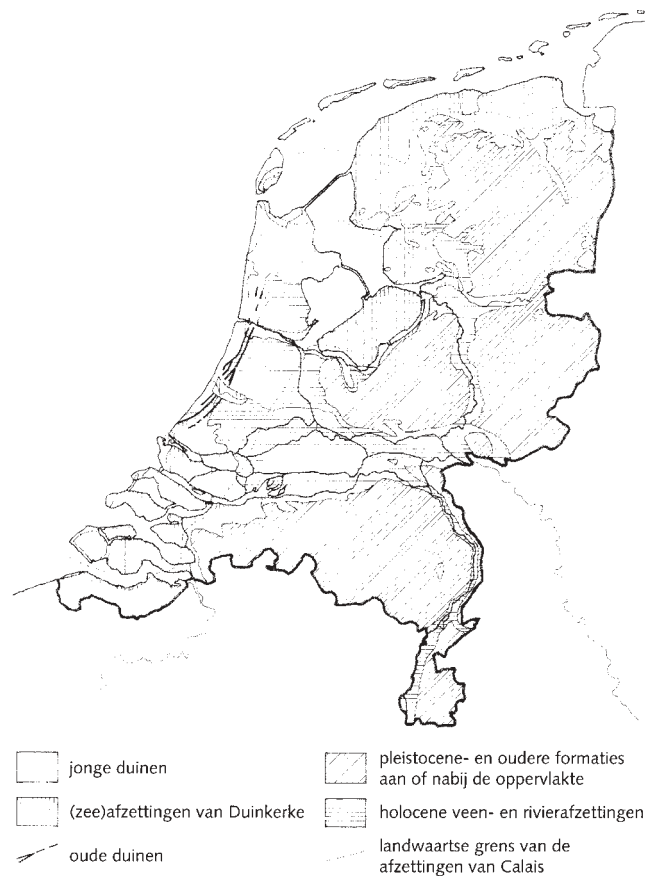 jonge duinen
(zee)afzettingen van Duinkerke
oude duinen
pleistocene- en oudere formaties
aan of nabij de oppervlakte
holocene veen- en rivierafzettingen
landwaartse grens van de
afzettingen van Calais